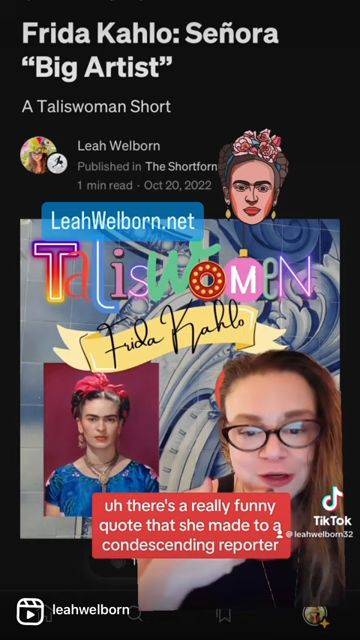 Frida Kahlo: Señora
“Big Artist”
A Taliswoman Short
Leah Welborn
Published in The Shortform
1 min read · Oct 20, 2022
LeahWelborn.net
TalisWOMEN
Frida Kahlo
uh there's a really funny
quote that she made to a
condescending reporter
TikTok
@leahwelborn32
leahwelborn